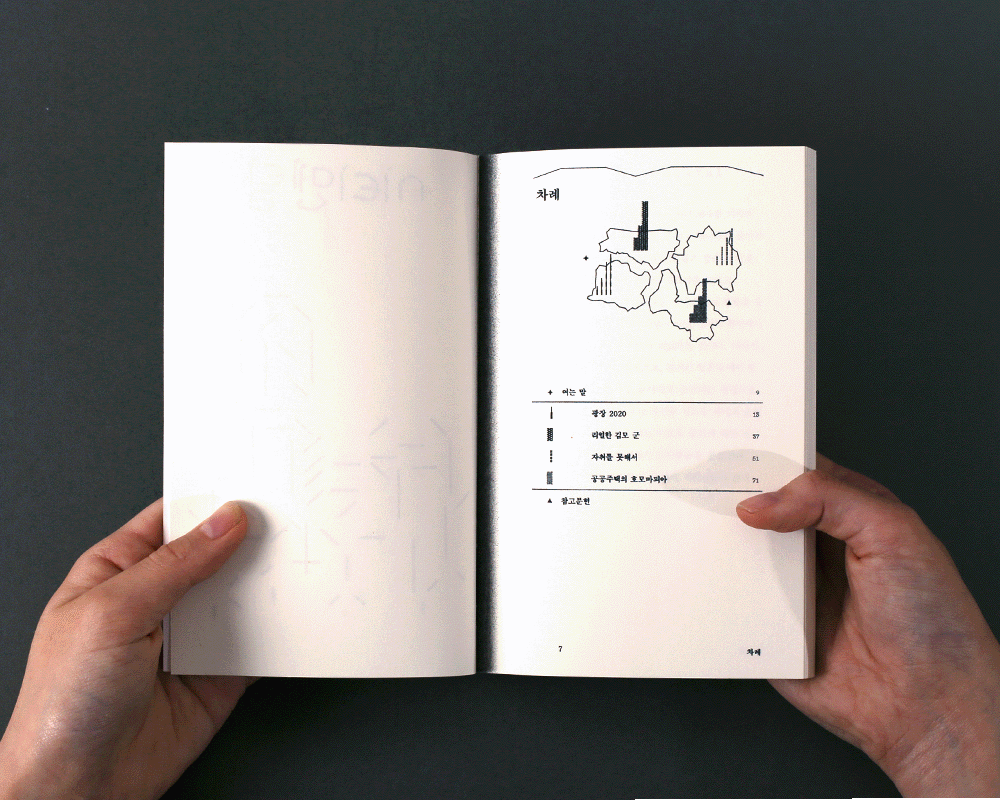 차례
여는 말 9
광장 2020 13
리얼한 김모 군 37
자취를 못해서 51
공공주택의 호모마피아 71
참고문헌
7 차례